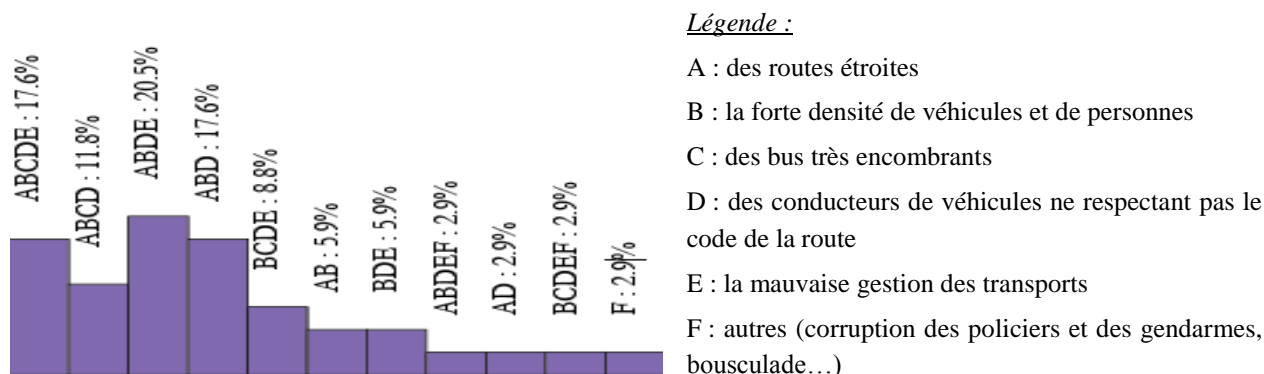 ABCDE : 17.6%
ABCD : 11.8%
ABDE : 20.5%
ABD : 17.6%
BCDE : 8.8%
AB : 5.9%
BDE : 5.9%
ABDEF : 2.9%
AD : 2.9%
BCDEF : 2.9%
F : 2.9%
Légende :
A : des routes étroites
B : la forte densité de véhicules et de personnes
C : des bus très encombrants
D : des conducteurs de véhicules ne respectant pas le
code de la route
E : la mauvaise gestion des transports
F : autres (corruption des policiers et des gendarmes,
bousculade…)